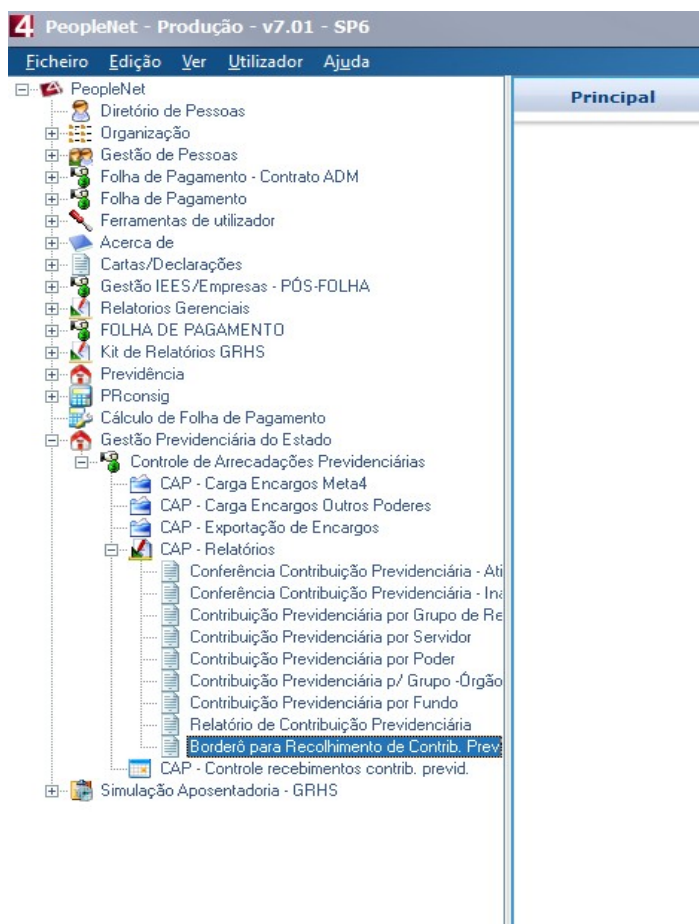 PeopleNet - Produção - v7.01 - SP6
Ficheiro Edição Ver Utilizador Ajuda
PeopleNet
Principal
Diretório de Pessoas
Organização
Gestão de Pessoas
Folha de Pagamento - Contrato ADM
Folha de Pagamento
Ferramentas de utilizador
Acerca de
Cartas/Declarações
Gestão IEES/Empresas - PÓS-FOLHA
Relatorios Gerenciais
FOLHA DE PAGAMENTO
Kit de Relatórios GRHS
Previdência
PRconsig
Cálculo de Folha de Pagamento
Gestão Previdenciária do Estado
Controle de Arrecadações Previdenciárias
CAP - Carga Encargos Meta4
CAP - Carga Encargos Outros Poderes
CAP - Exportação de Encargos
CAP - Relatórios
Conferência Contribuição Previdenciária - Ati
Conferência Contribuição Previdenciária - Ina
Contribuição Previdenciária por Grupo de Re
Contribuição Previdenciária por Servidor
Contribuição Previdenciária por Poder
Contribuição Previdenciária p/ Grupo -Órgão
Contribuição Previdenciária por Fundo
Relatório de Contribuição Previdenciária
Borderô para Recolhimento de Contrib. Prev
CAP - Controle recebimentos contrib. previd.
Simulação Aposentadoria - GRHS